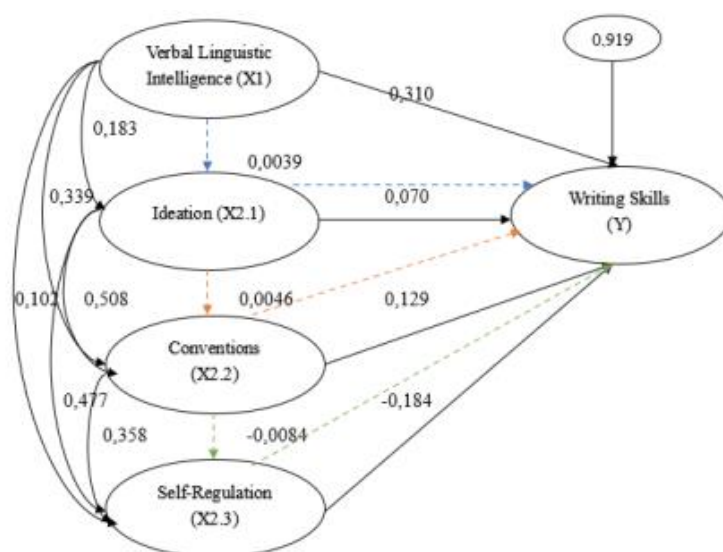 Verbal Linguistic
Intelligence (X1)
0,919
0,310
0,183
0,0039
Ideation (X2.1)
0,070
Writing Skills
(Y)
0,339
0,102
0,508
0,0046
0,129
Conventions
(X2.2)
0,477
0,358
-0,0084
-0,184
Self-Regulation
(X2.3)